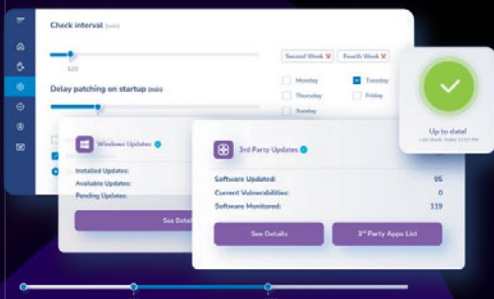 Check interval (min)
120
Delay patching on startup (min)
Second Week X
Fourth Week X
Monday
Tuesday
Thursday
Friday
Sunday
Windows Updates
Installed Updates:
Available Updates:
Pending Updates:
See Details
3rd Party Updates
Software Updated: 95
Current Vulnerabilities: 0
Software Monitored: 119
See Details
3rd Party Apps List
Up to date!